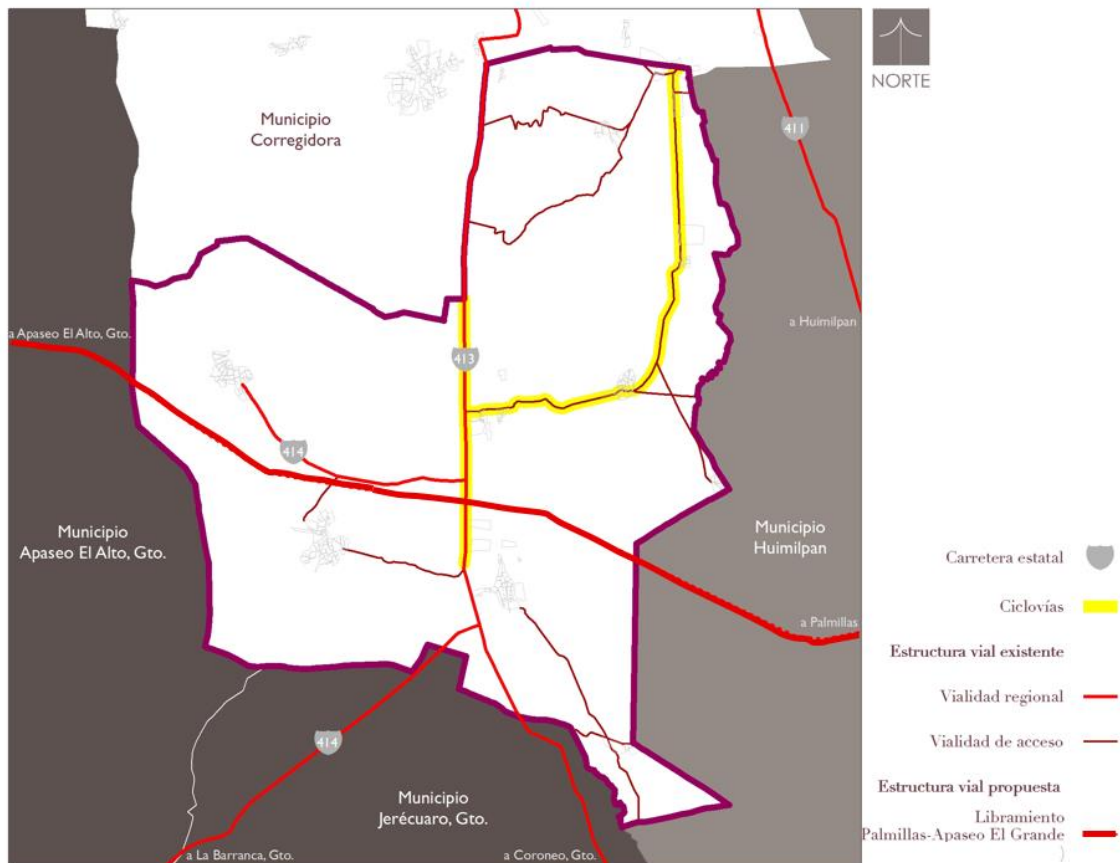 NORTE
Municipio
Corregidora
411
a Huimilpan
a Apaseo El Alto, Gto.
413
414
Municipio
Apaseo El Alto, Gto.
Municipio
Huimilpan
a Palmillas
414
Municipio
Jerécuaro, Gto.
a La Barranca, Gto.
a Coroneo, Gto.
Carretera estatal
Ciclovías
Estructura vial existente
Vialidad regional
Vialidad de acceso
Estructura vial propuesta
Libramiento
Palmillas-Apaseo El Grande
)